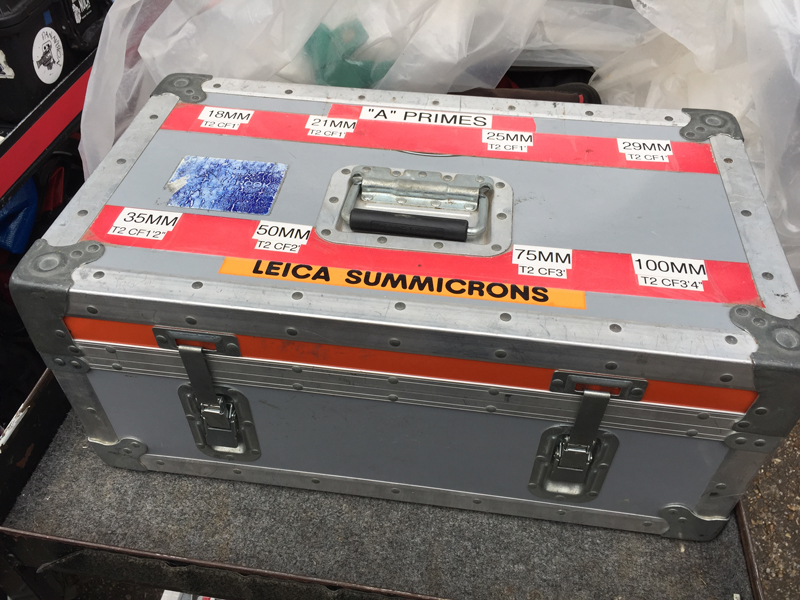 "A" PRIMES
18MM
T2 CF1'
21MM
T2 CF1'
25MM
T2 CF1'
29MM
T2 CF1'
35MM
T2 CF1'2"
50MM
T2 CF2'
75MM
T2 CF3'
100MM
T2 CF3'4"
LEICA SUMMICRONS